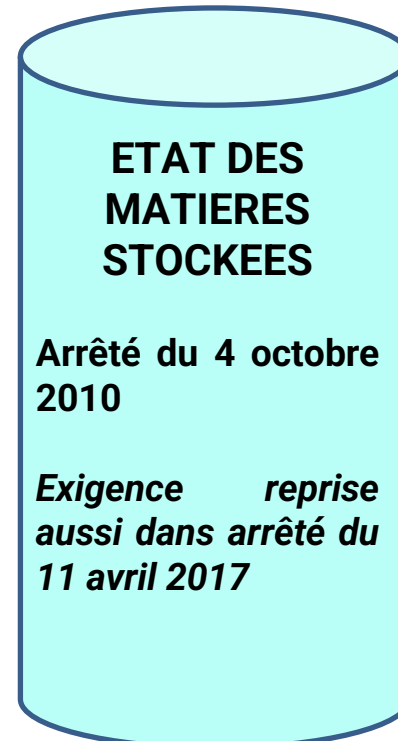 ETAT DES
MATIERES
STOCKEES
Arrêté du 4 octobre
2010
Exigence reprise
aussi dans arrêté du
11 avril 2017